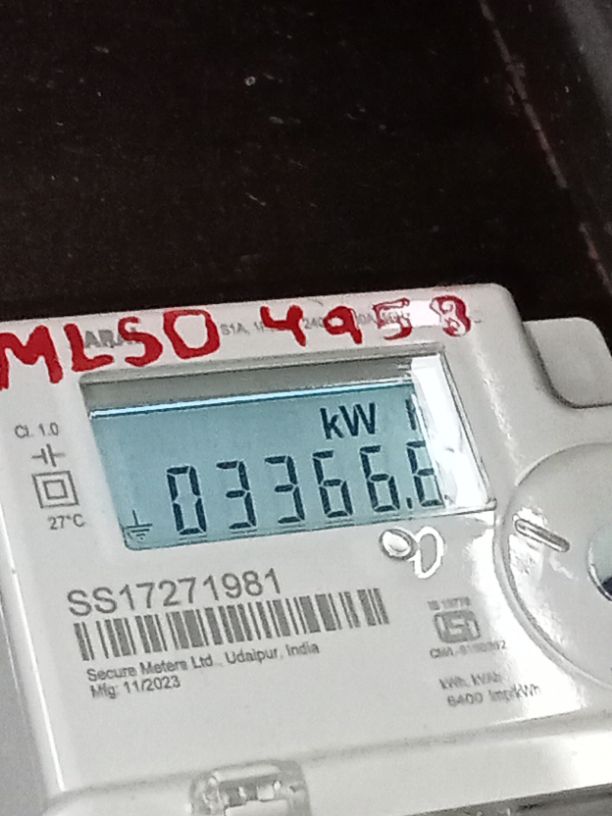 MLSO 4953
Cl. 1.0
27°C
kW
03366.6
SS17271981
Secure Meters Ltd., Udaipur, India
Mfg: 11/2023
kWh, kVAh
6400 Imp/kWh